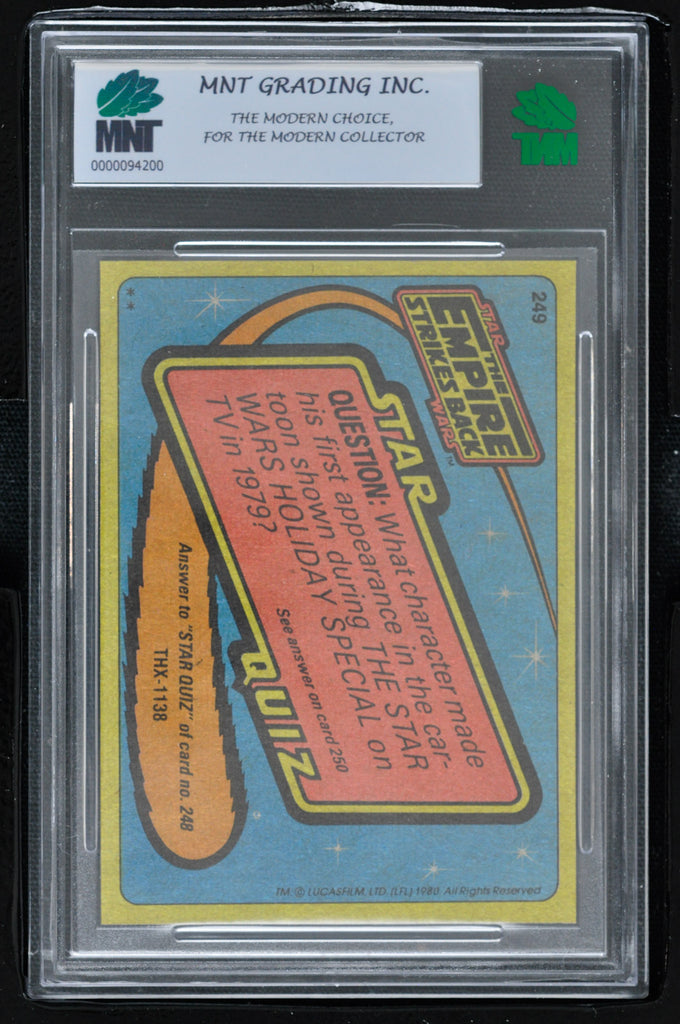 MNT GRADING INC.
THE MODERN CHOICE,
FOR THE MODERN COLLECTOR
MNT
0000094200
MNT
249
STAR
THE
EMPIRE
STRIKES BACK
WARS™
STAR
QUESTION: What character made
his first appearance in the car-
toon shown during THE STAR
WARS HOLIDAY SPECIAL on
TV in 1979?
See answer on card 250
QUIZ
Answer to "STAR QUIZ" of card no. 248
THX-1138
**
TM, © LUCASFILM, LTD. (LFL) 1980. All Rights Reserved